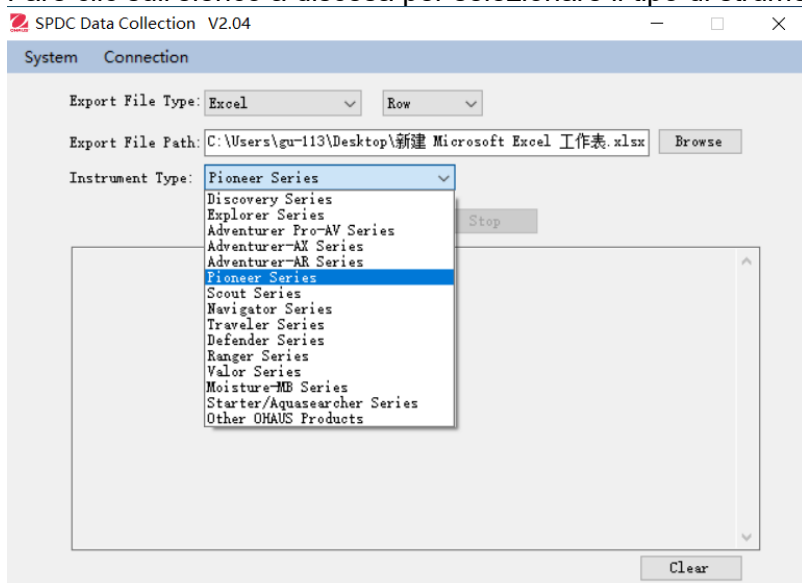 SPDC Data Collection V2.04
System Connection
Export File Type: Excel Row
Export File Path: C:\Users\gu-113\Desktop\新建 Microsoft Excel 工作表.xlsx Browse
Instrument Type: Pioneer Series
Discovery Series
Explorer Series
Stop
Adventurer Pro-AV Series
Adventurer-AX Series
Adventurer-AR Series
Pioneer Series
Scout Series
Navigator Series
Traveler Series
Defender Series
Ranger Series
Valor Series
Moisture-MB Series
Starter/Aquasearcher Series
Other OHAUS Products
Clear